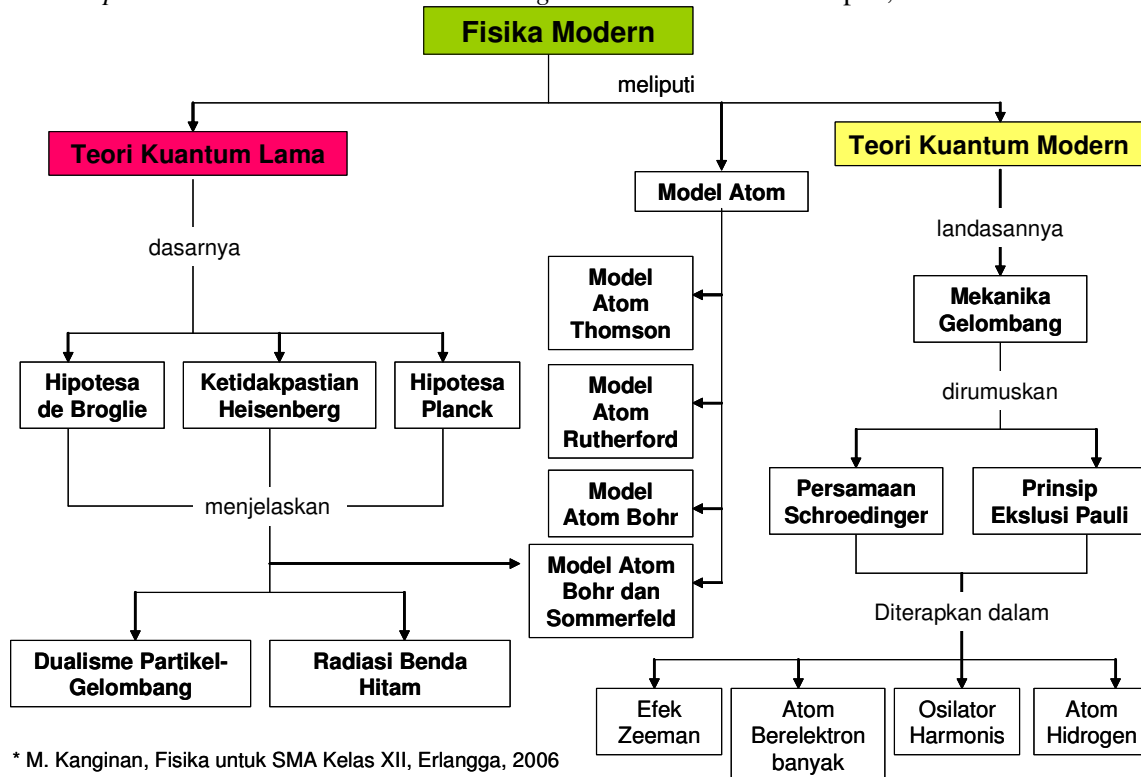 Fisika Modern
meliputi
Teori Kuantum Lama
Teori Kuantum Modern
Model Atom
dasarnya
landasannya
Model
Atom
Thomson
Mekanika
Gelombang
Hipotesa
de Broglie
Ketidakpastian
Heisenberg
Hipotesa
Planck
Model
Atom
Rutherford
dirumuskan
menjelaskan
Model
Atom Bohr
Persamaan
Schroedinger
Prinsip
Ekslusi Pauli
Model Atom
Bohr dan
Sommerfeld
Diterapkan dalam
Dualisme Partikel-
Gelombang
Radiasi Benda
Hitam
Efek
Zeeman
Atom
Berelektron
banyak
Osilator
Harmonis
Atom
Hidrogen
* M. Kanginan, Fisika untuk SMA Kelas XII, Erlangga, 2006